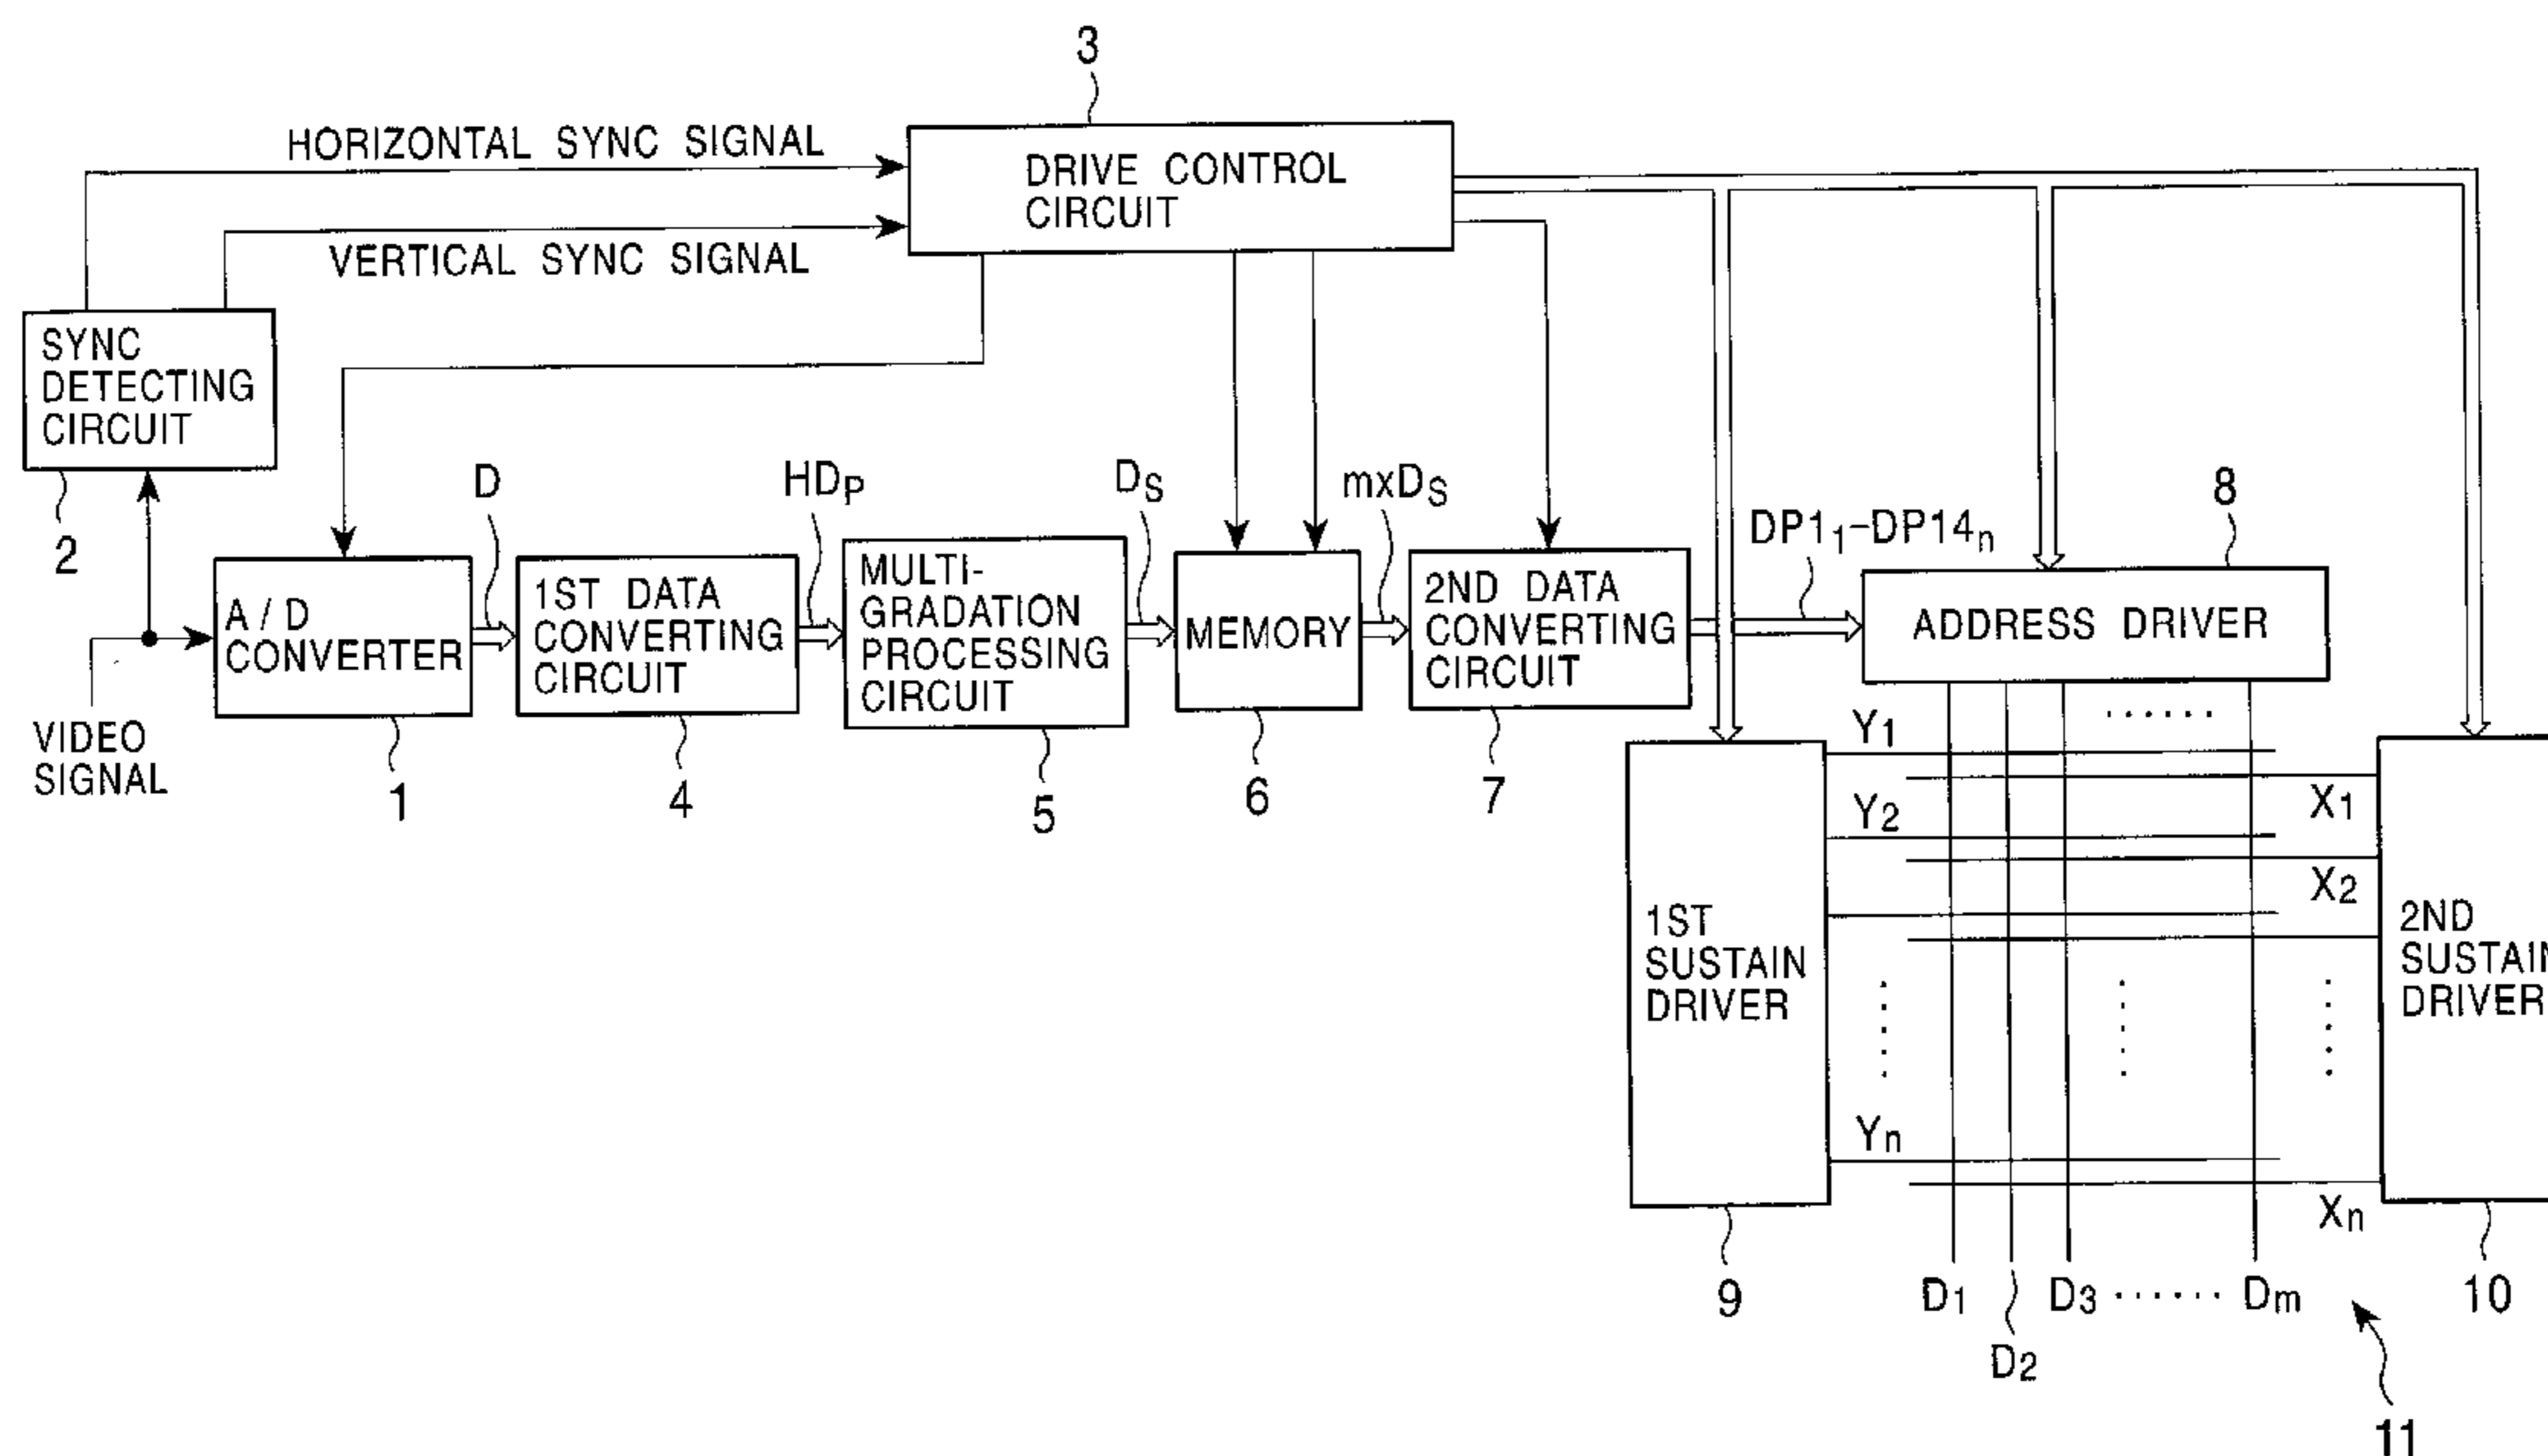 3
HORIZONTAL SYNC SIGNAL
DRIVE CONTROL
CIRCUIT
VERTICAL SYNC SIGNAL
SYNC
DETECTING
CIRCUIT
2
D
HDP
DS
mxDS
DP11-DP14n
8
A / D
CONVERTER
1ST DATA
CONVERTING
CIRCUIT
MULTI-
GRADATION
PROCESSING
CIRCUIT
MEMORY
2ND DATA
CONVERTING
CIRCUIT
ADDRESS DRIVER
VIDEO
SIGNAL
1
4
5
6
7
Y1
X1
Y2
X2
1ST
SUSTAIN
DRIVER
2ND
SUSTAIN
DRIVER
Yn
Xn
9
D1
D2
D3
Dm
10
11